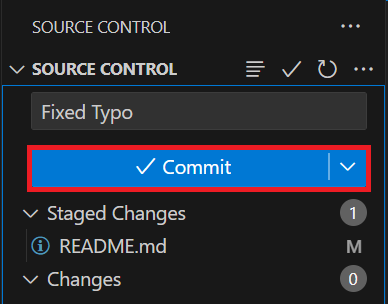 SOURCE CONTROL
SOURCE CONTROL
Fixed Typo
Commit
Staged Changes 1
README.md M
Changes 0